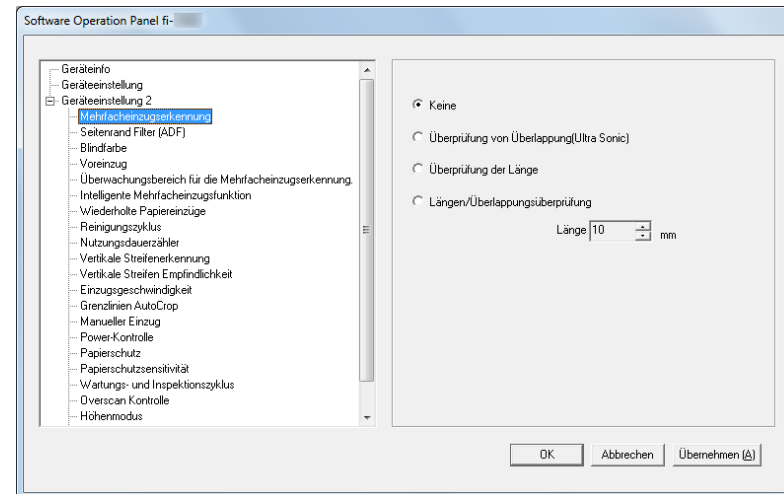 Software Operation Panel fi-
Geräteinfo
Geräteeinstellung
Geräteeinstellung 2
Mehrfacheinzugserkennung
Seitenrand Filter (ADF)
Blindfarbe
Voreinzug
Überwachungsbereich für die Mehrfacheinzugserkennung.
Intelligente Mehrfacheinzugsfunktion
Wiederholte Papiereinzüge
Reinigungszyklus
Nutzungsdauerzähler
Vertikale Streifenerkennung
Vertikale Streifen Empfindlichkeit
Einzugsgeschwindigkeit
Grenzlinien AutoCrop
Manueller Einzug
Power-Kontrolle
Papierschutz
Papierschutzsensitivität
Wartungs- und Inspektionszyklus
Overscan Kontrolle
Höhenmodus
Keine
Überprüfung von Überlappung(Ultra Sonic)
Überprüfung der Länge
Längen/Überlappungsüberprüfung
Länge 10 mm
OK Abbrechen Übernehmen (A)